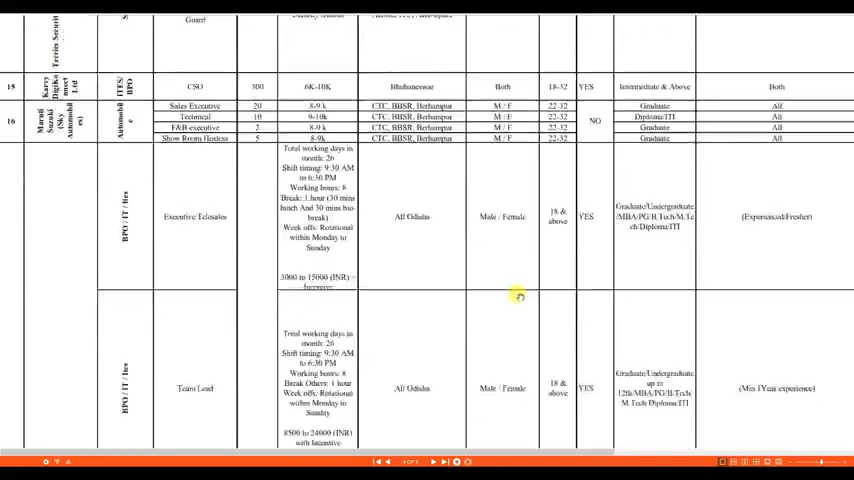 Guard
15
Karvy Digikonnect Ltd
ITES/ BPO
CSO
300
6K-10K
Bhubaneswar
Both
18-32
YES
Intermediate & Above
Both
16
Maruti Suzuki (Sky Automobiles)
Automobile
Sales Executive 20 8-9 k CTC, BBSR, Berhampur M / F 22-32 Graduate All
Technical 10 9-10k CTC, BBSR, Berhampur M / F 22-32 Diploma/ITI All
NO
F&B executive 2 8-9 k CTC, BBSR, Berhampur M / F 22-32 Graduate All
Show Room Hostess 5 8-9k CTC, BBSR, Berhampur M / F 22-32 Graduate All
BPO / IT / Ites
Executive Telesales
Total working days in
month: 26
Shift timing: 9:30 AM
to 6:30 PM
Working hours: 8
Break: 1 hour (30 mins
lunch And 30 mins bio-
break)
Week offs: Rotational
within Monday to
Sunday
All Odisha
Male / Female
18 &
above
YES
Graduate/Undergraduate
/MBA/PG/B.Tech/M.Te
ch/Diploma/ITI
(Experienced/Fresher)
BPO / IT / Ites
Team Lead
Total working days in
month: 26
Shift timing: 9:30 AM
to 6:30 PM
Working hours: 8
Break Others: 1 hour
Week offs: Rotational
within Monday to
Sunday
8500 to 24000 (INR)
with Incentive
All Odisha
Male / Female
18 &
above
YES
Graduate/Undergraduate
up to
12th/MBA/PG/B.Tech/
M.Tech/Diploma/ITI
(Min 1Year experience)